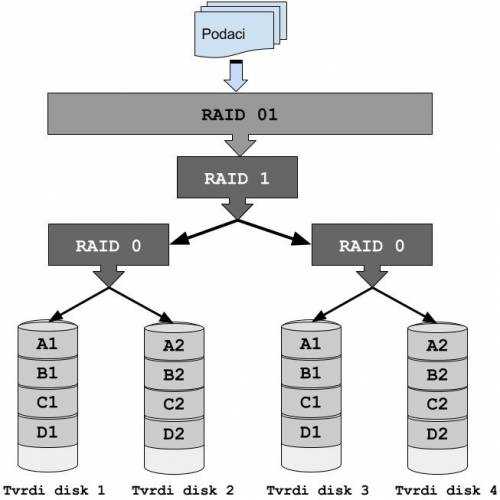 Podaci
RAID 01
RAID 1
RAID 0 RAID 0
A1 A2 A1 A2
B1 B2 B1 B2
C1 C2 C1 C2
D1 D2 D1 D2
Tvrdi disk 1 Tvrdi disk 2 Tvrdi disk 3 Tvrdi disk 4